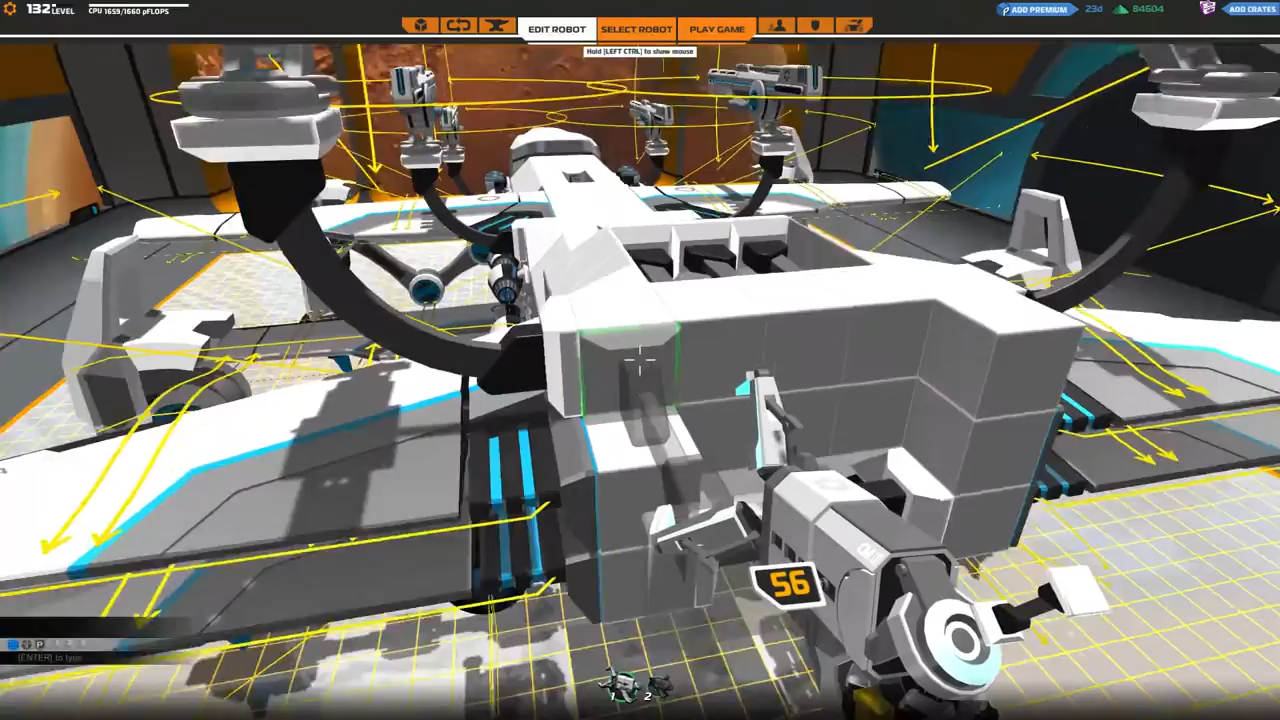 132 LEVEL
CPU 1659/1660 pFLOPS
ADD PREMIUM
23d
84604
ADD CRATES
EDIT ROBOT
SELECT ROBOT
PLAY GAME
Hold [LEFT CTRL] to show mouse
56
[ENTER] to type
1
2